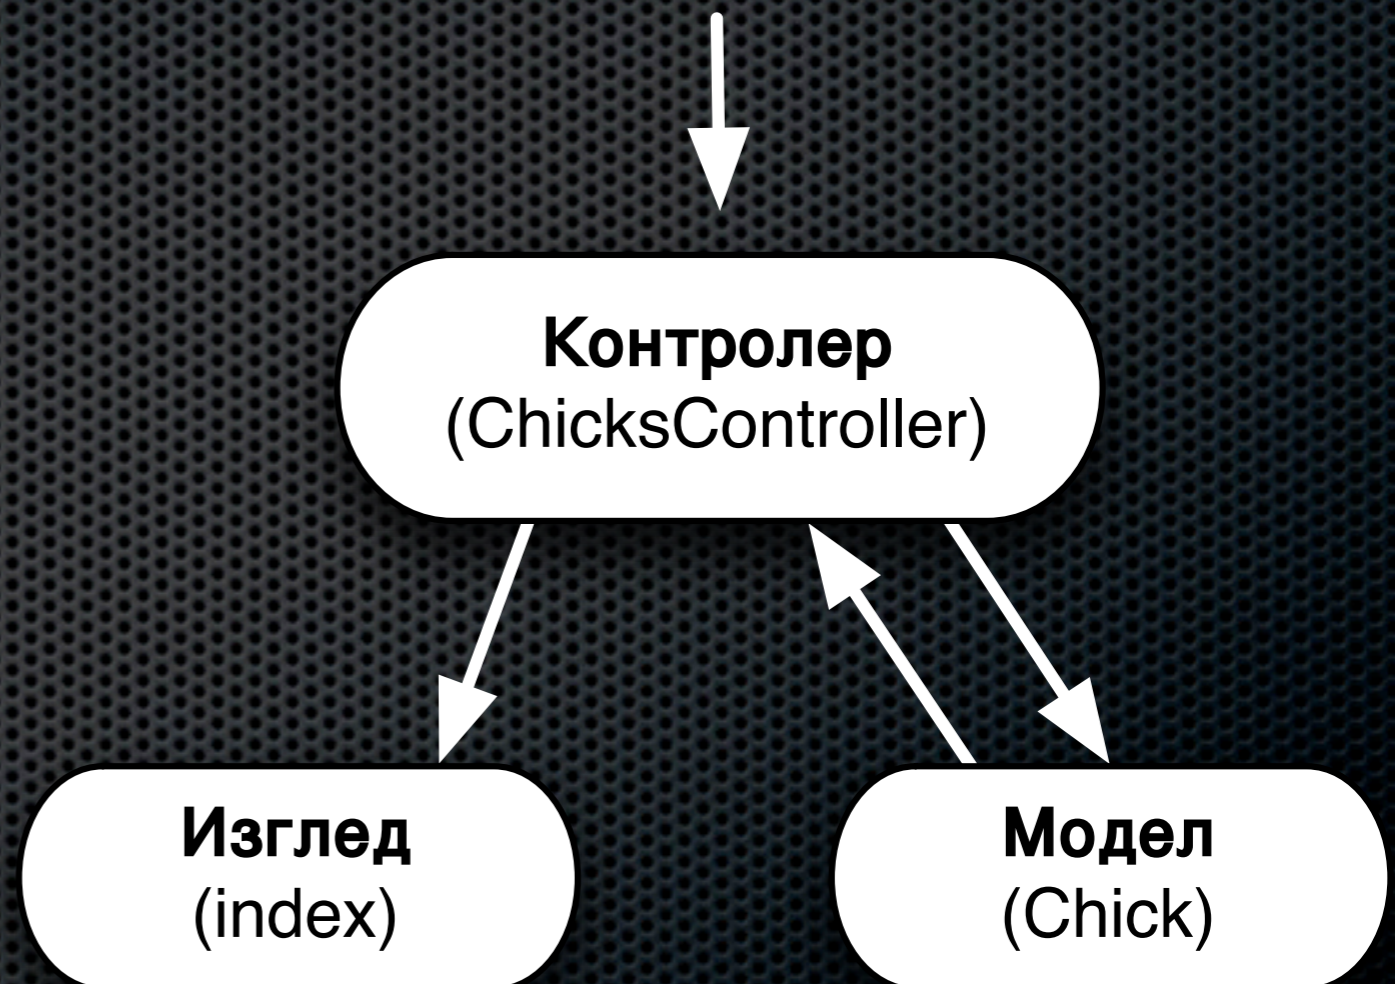 Контролер
(ChicksController)
Изглед
(index)
Модел
(Chick)